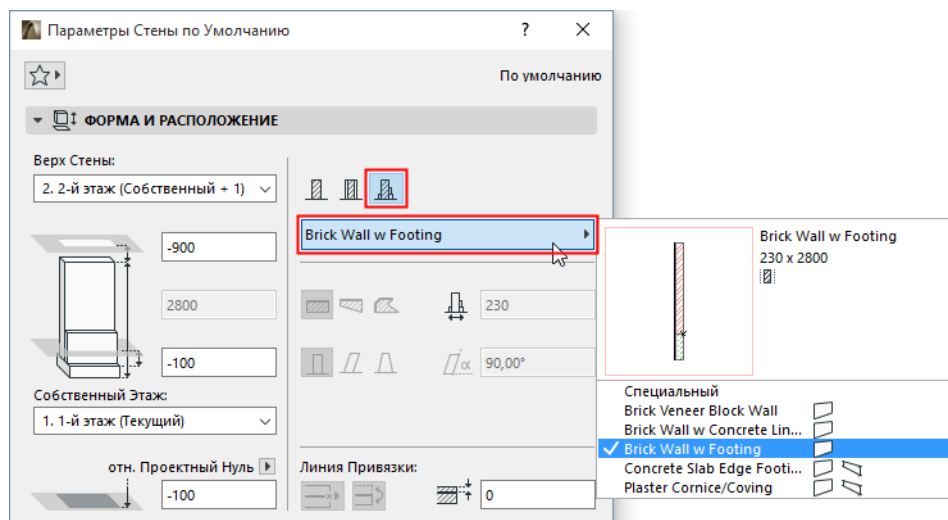 Параметры Стены по Умолчанию ?
По умолчанию
ФОРМА И РАСПОЛОЖЕНИЕ
Верх Стены:
2. 2-й этаж (Собственный + 1)
Brick Wall w Footing
-900
2800
230
-100
α 90,00°
Собственный Этаж:
1. 1-й этаж (Текущий)
отн. Проектный Нуль
Линия Привязки:
-100
0
Brick Wall w Footing
230 x 2800
Специальный
Brick Veneer Block Wall
Brick Wall w Concrete Lin...
Brick Wall w Footing
Concrete Slab Edge Footi...
Plaster Cornice/Coving